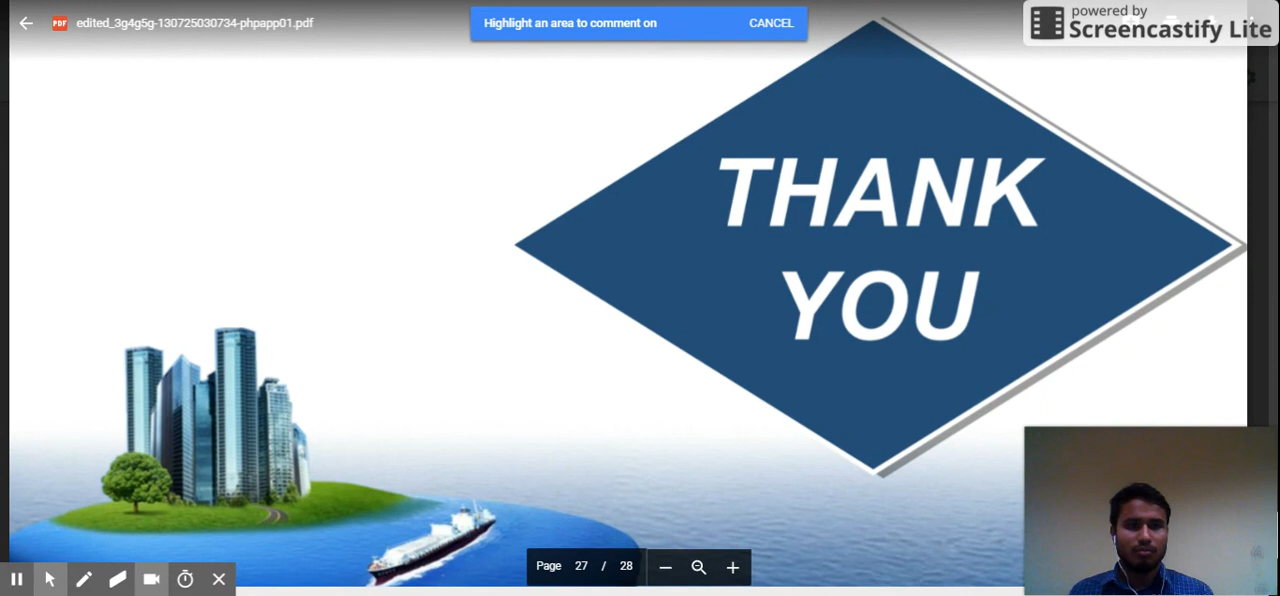 edited_3g4g5g-130725030734-phpapp01.pdf
Highlight an area to comment on CANCEL
powered by
Screencastify Lite
THANK
YOU
Page 27 / 28